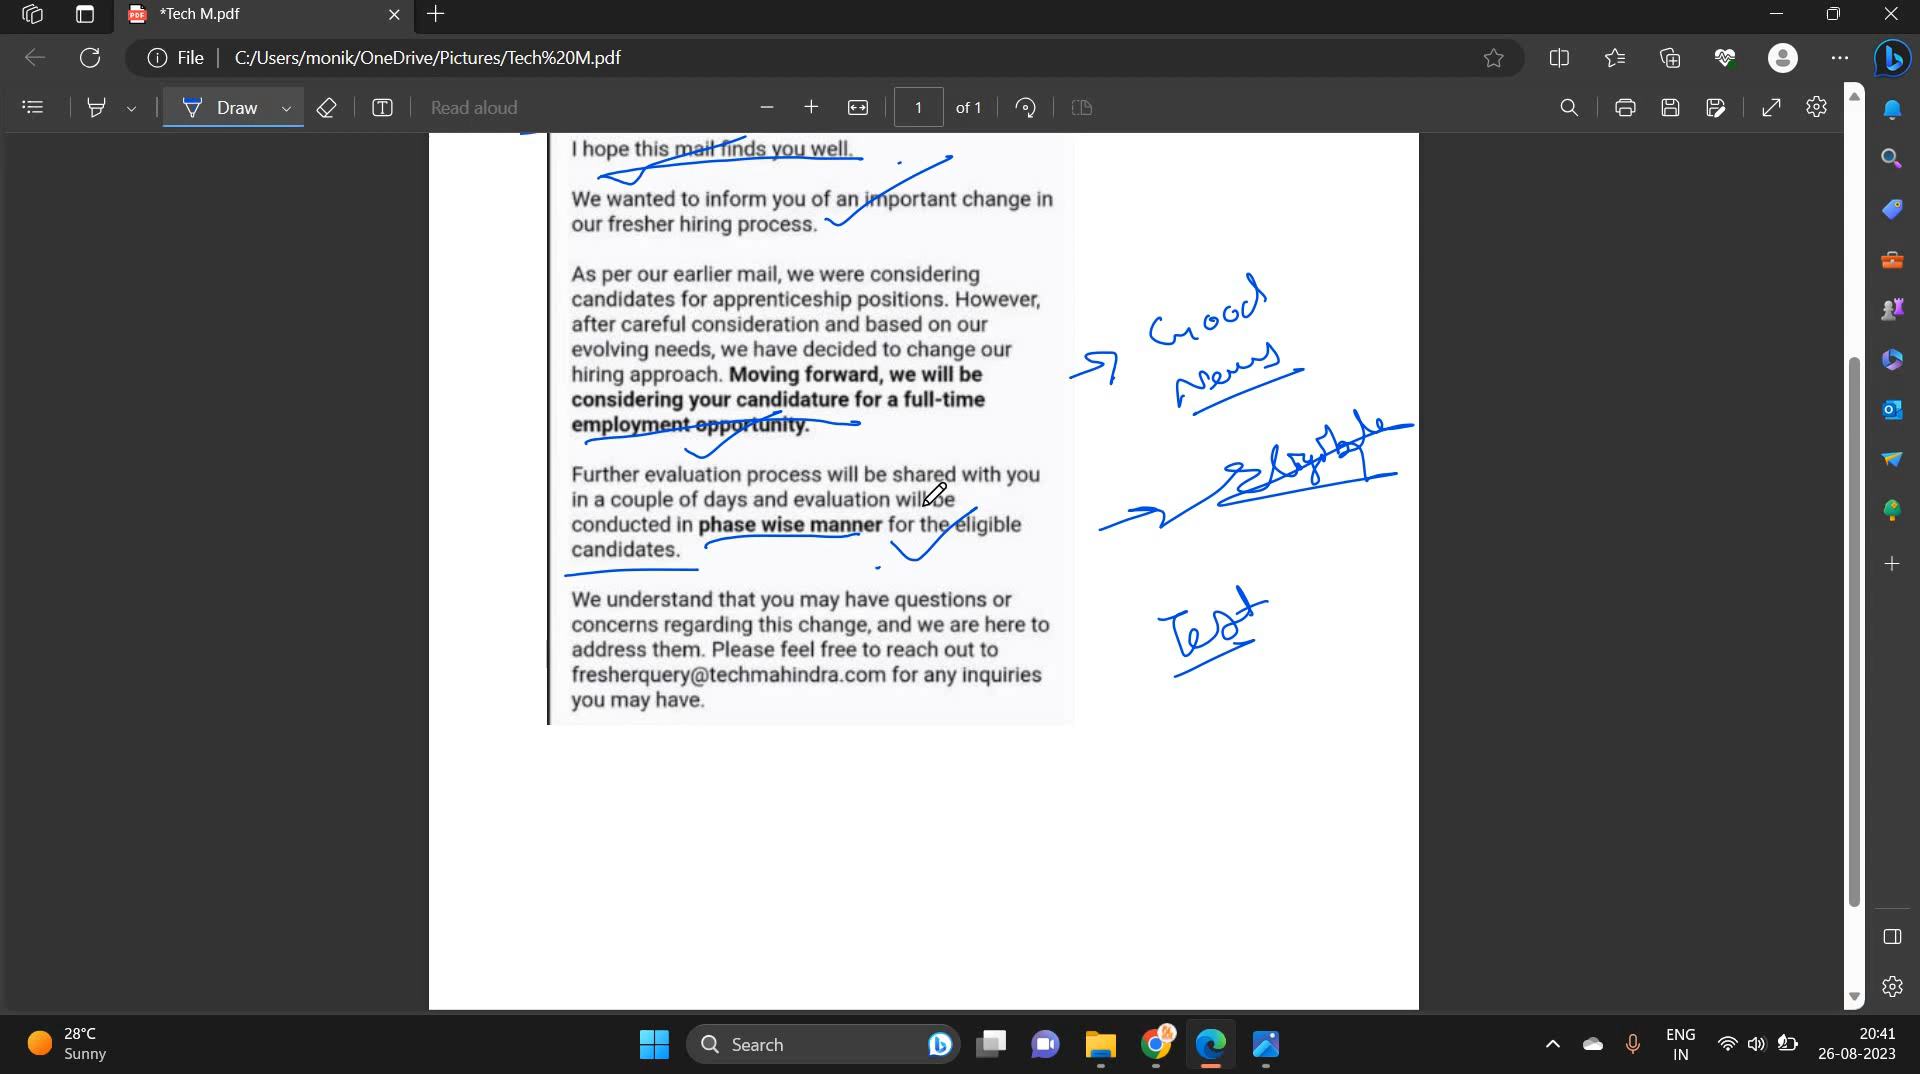 *Tech M.pdf
File
C:/Users/monik/OneDrive/Pictures/Tech%20M.pdf
Draw
Read aloud
1
of 1
I hope this mail finds you well.
We wanted to inform you of an important change in
our fresher hiring process.
As per our earlier mail, we were considering
candidates for apprenticeship positions. However,
after careful consideration and based on our
evolving needs, we have decided to change our
hiring approach. Moving forward, we will be
considering your candidature for a full-time
employment opportunity.
Good
News
Further evaluation process will be shared with you
in a couple of days and evaluation will be
conducted in phase wise manner for the eligible
candidates.
Eligible
We understand that you may have questions or
concerns regarding this change, and we are here to
address them. Please feel free to reach out to
fresherquery@techmahindra.com for any inquiries
you may have.
Test
28°C
Sunny
Search
ENG
IN
20:41
26-08-2023